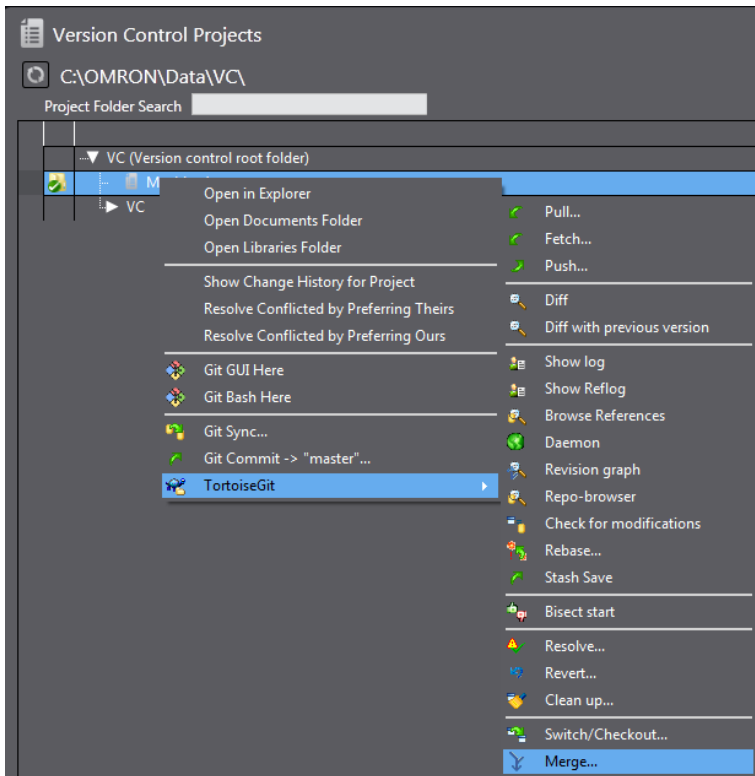 Version Control Projects
C:\OMRON\Data\VC\
Project Folder Search
VC (Version control root folder)
VC
Open in Explorer
Open Documents Folder
Open Libraries Folder
Show Change History for Project
Resolve Conflicted by Preferring Theirs
Resolve Conflicted by Preferring Ours
Git GUI Here
Git Bash Here
Git Sync...
Git Commit -> "master"...
TortoiseGit
Pull...
Fetch...
Push...
Diff
Diff with previous version
Show log
Show Reflog
Browse References
Daemon
Revision graph
Repo-browser
Check for modifications
Rebase...
Stash Save
Bisect start
Resolve...
Revert...
Clean up...
Switch/Checkout...
Merge...